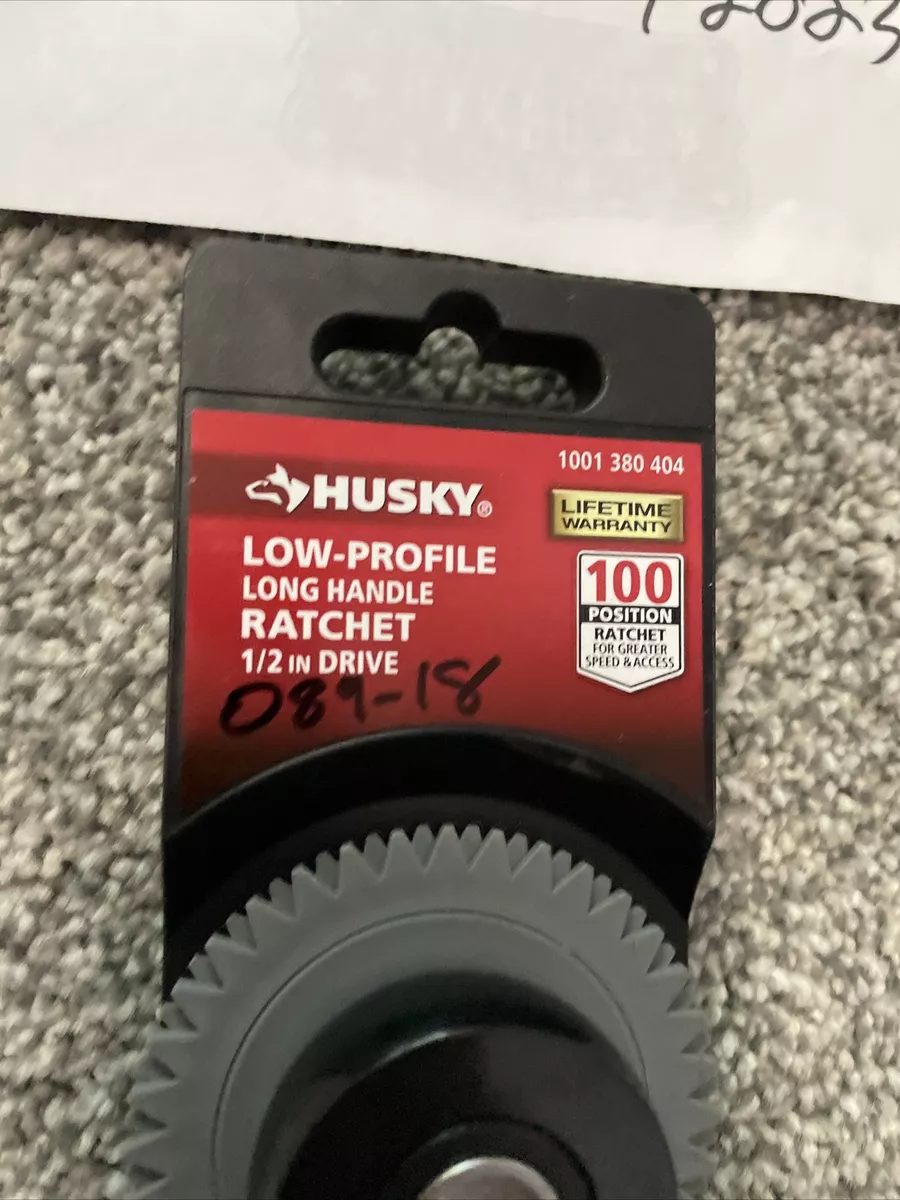 2023
1001 380 404
HUSKY®
LIFETIME
WARRANTY
LOW-PROFILE
LONG HANDLE
RATCHET
1/2 IN DRIVE
100
POSITION
RATCHET
FOR GREATER
SPEED & ACCESS
089-18